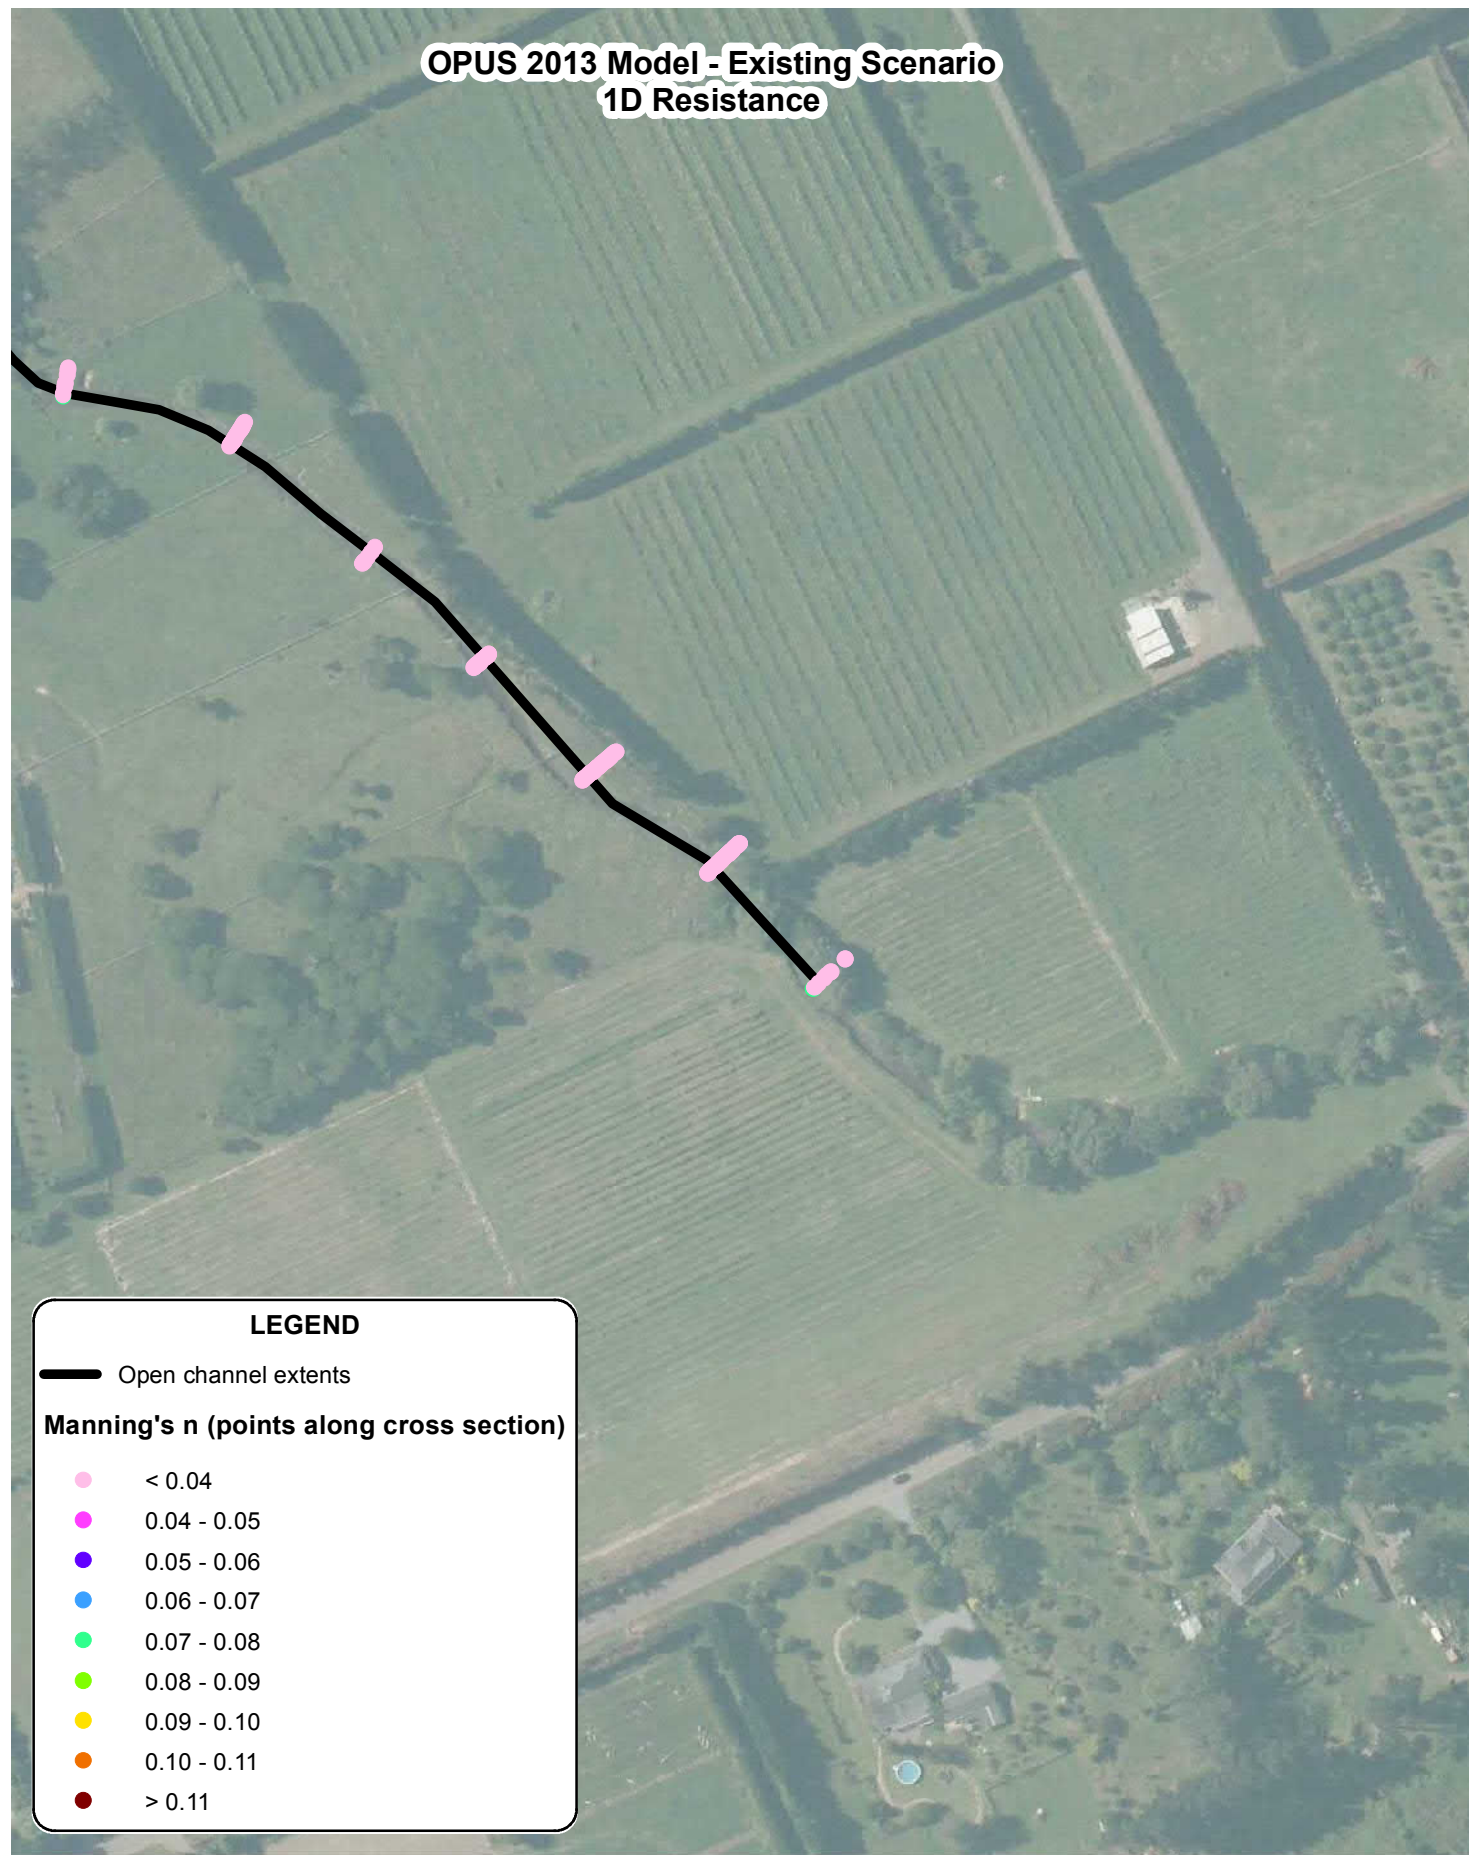 OPUS 2013 Model - Existing Scenario
1D Resistance
LEGEND
Open channel extents
Manning's n (points along cross section)
< 0.04
0.04 - 0.05
0.05 - 0.06
0.06 - 0.07
0.07 - 0.08
0.08 - 0.09
0.09 - 0.10
0.10 - 0.11
> 0.11